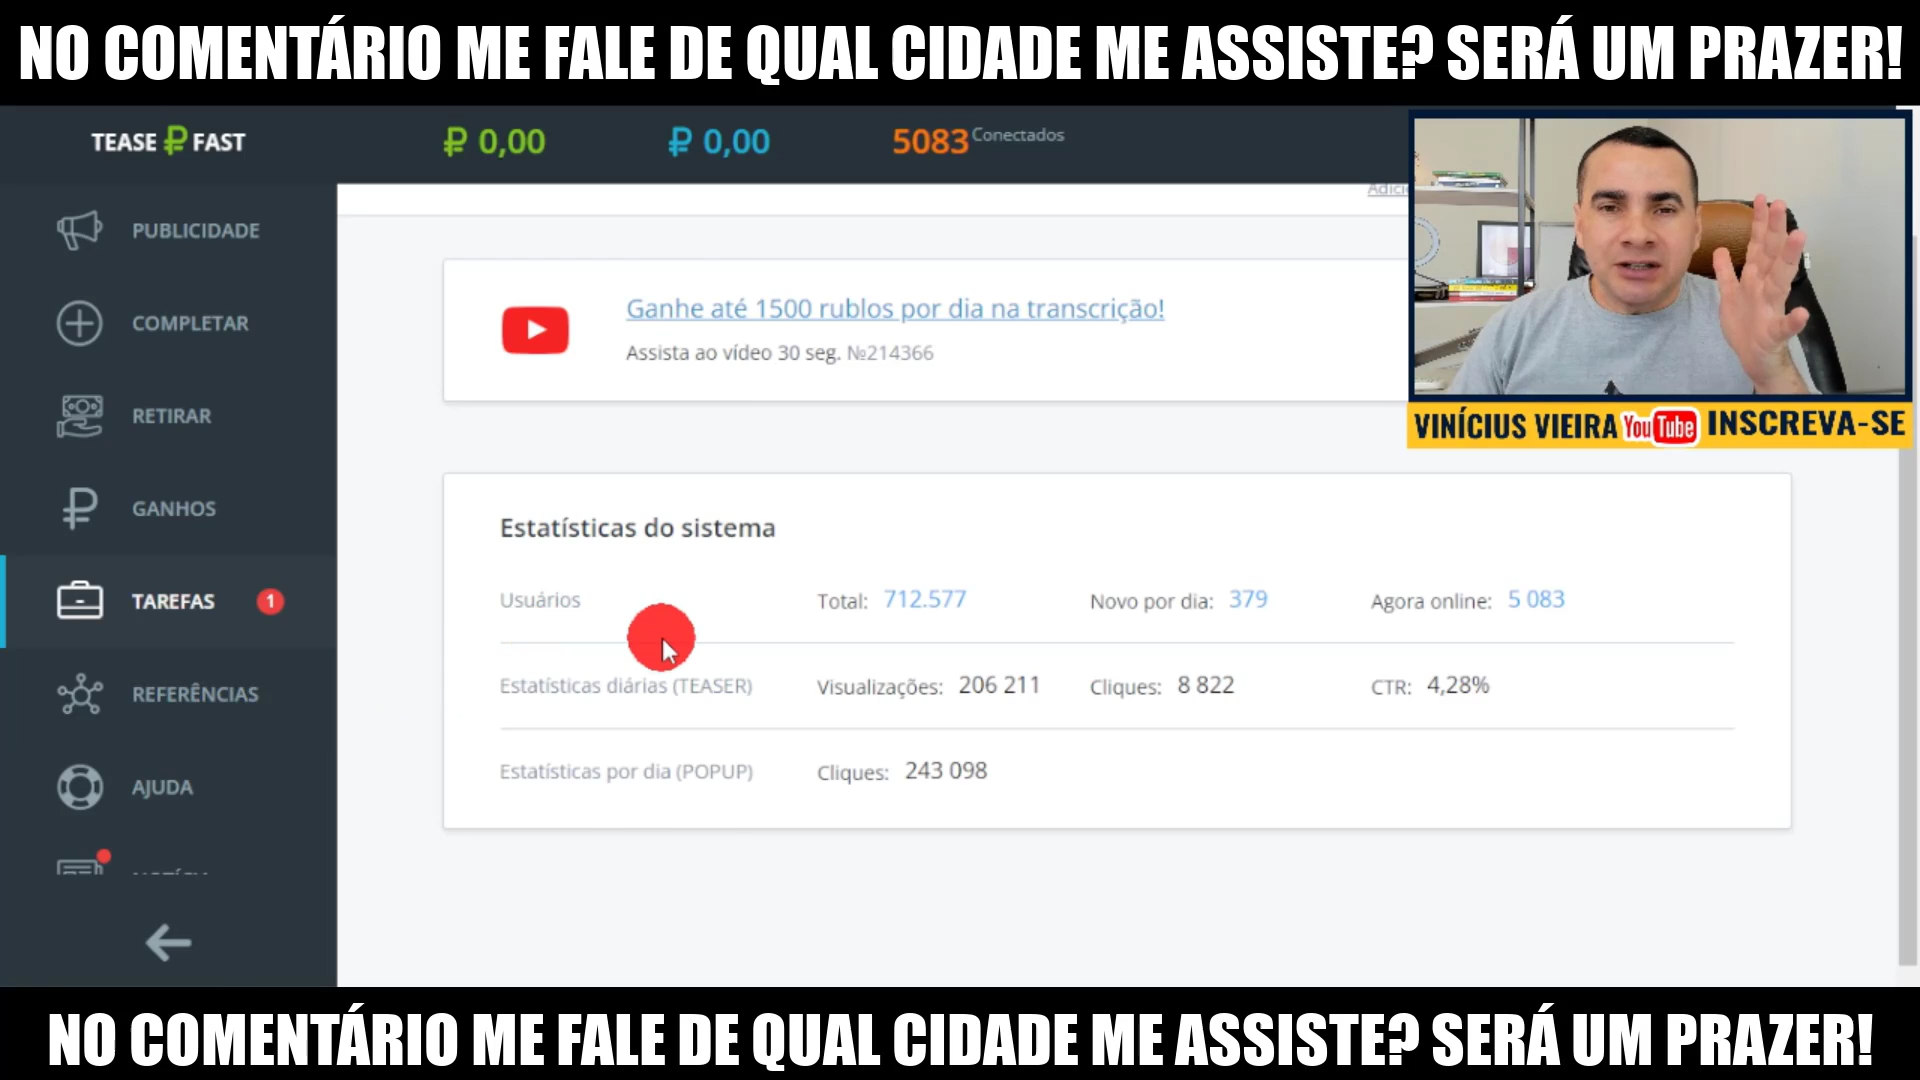 NO COMENTÁRIO ME FALE DE QUAL CIDADE ME ASSISTE? SERÁ UM PRAZER!
TEASE ₽ FAST
₽ 0,00
₽ 0,00
5083 Conectados
PUBLICIDADE
COMPLETAR
RETIRAR
GANHOS
TAREFAS 1
REFERÊNCIAS
AJUDA
Ganhe até 1500 rublos por dia na transcrição!
Assista ao vídeo 30 seg. №214366
VINÍCIUS VIEIRA YouTube INSCREVA-SE
Estatísticas do sistema
Usuários Total: 712.577 Novo por dia: 379 Agora online: 5 083
Estatísticas diárias (TEASER) Visualizações: 206 211 Cliques: 8 822 CTR: 4,28%
Estatísticas por dia (POPUP) Cliques: 243 098
NO COMENTÁRIO ME FALE DE QUAL CIDADE ME ASSISTE? SERÁ UM PRAZER!